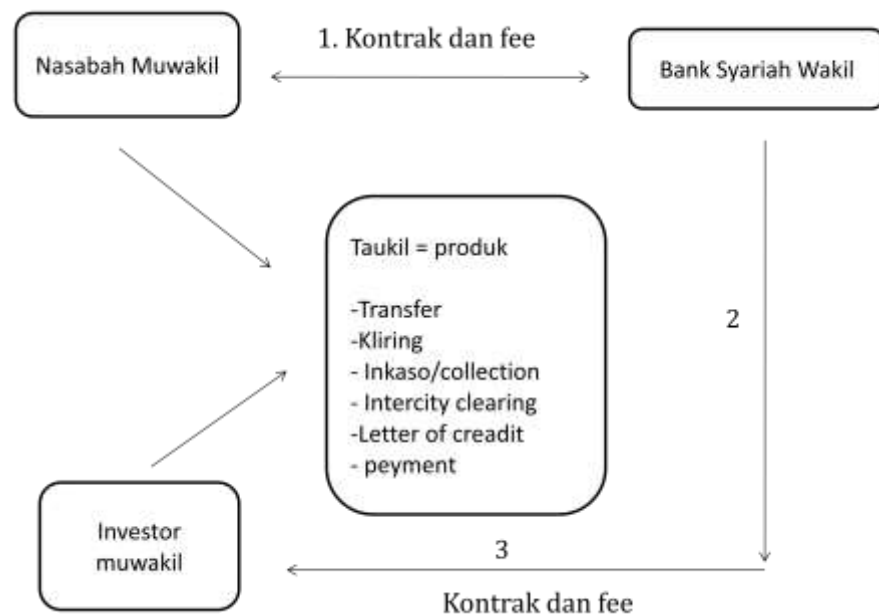 1. Kontrak dan fee
Nasabah Muwakil
Bank Syariah Wakil
Taukil = produk
-Transfer
-Kliring
- Inkaso/collection
- Intercity clearing
-Letter of creadit
- peyment
2
Investor
muwakil
3
Kontrak dan fee